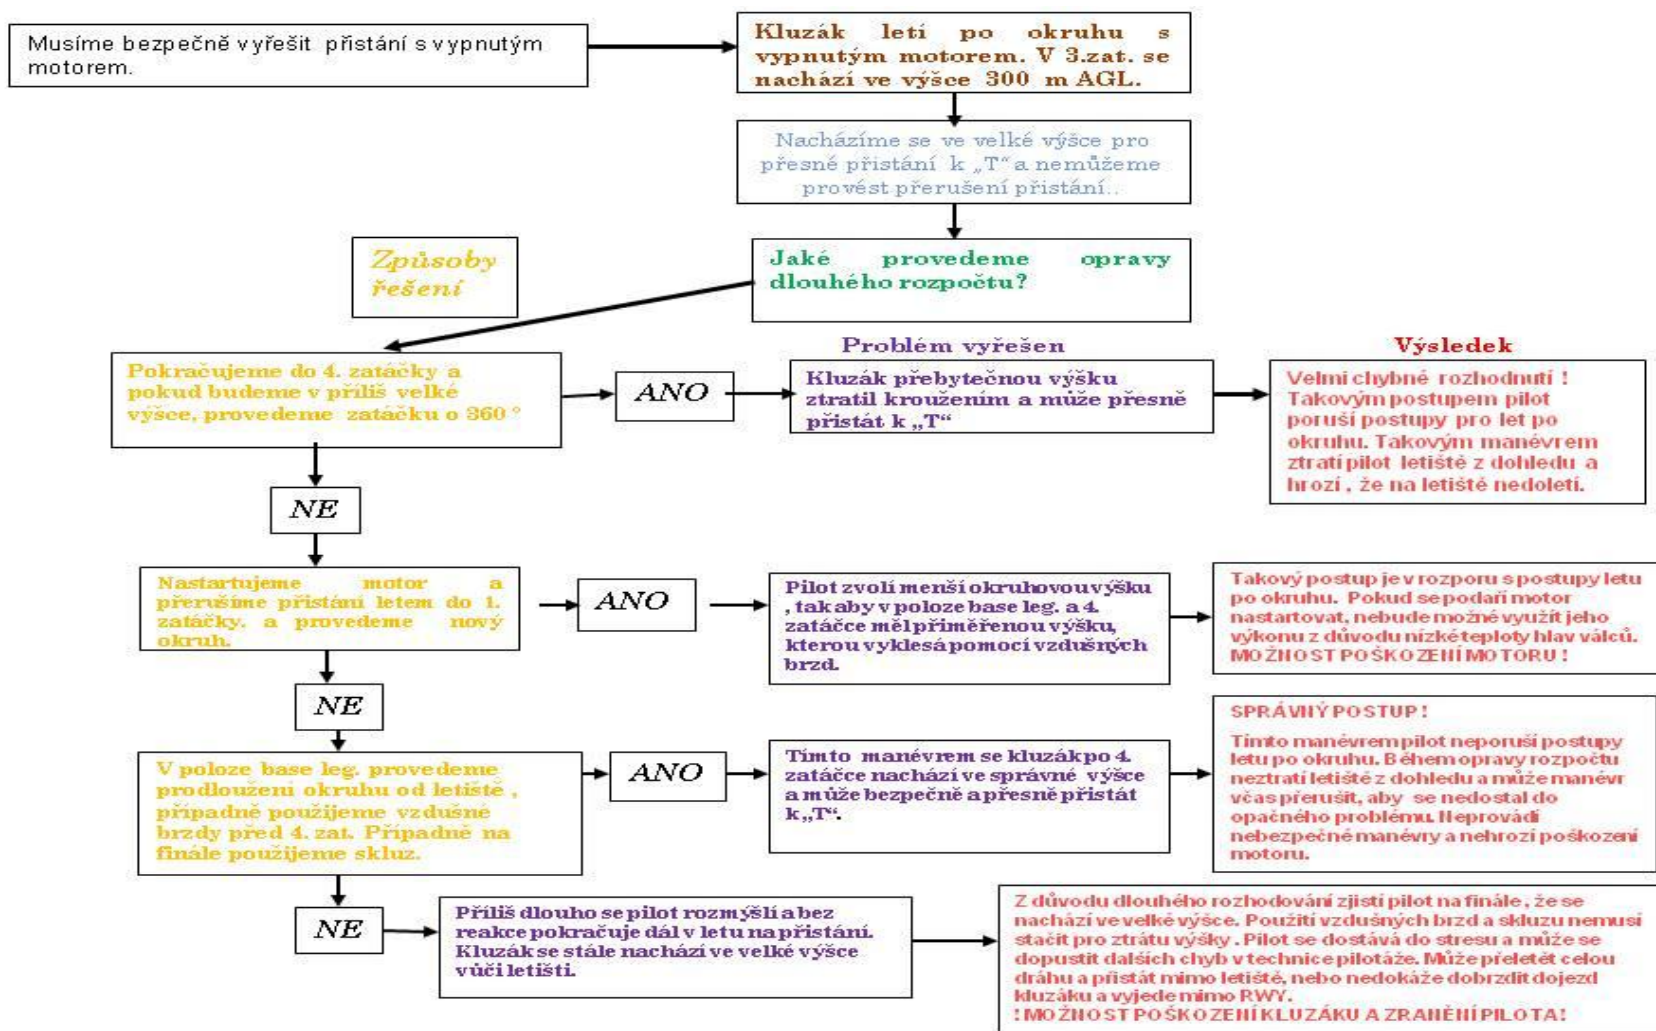 Musíme bezpečně vyřešit přistání s vypnutým
motorem.
Kluzák letí po okruhu s
vypnutým motorem. V 3.zat. se
nachází ve výšce 300 m AGL.
Nacházíme se ve velké výšce pro
přesné přistání k „T“ a nemůžeme
provést přerušení přistání..
Způsoby
řešení
Jaké provedeme opravy
dlouhého rozpočtu?
Problém vyřešen
Výsledek
Pokračujeme do 4. zatáčky a
pokud budeme v příliš velké
výšce, provedeme zatáčku o 360 °
ANO
Kluzák přebytečnou výšku
ztratil kroužením a může přesně
přistát k „T“
Velmi chybné rozhodnutí !
Takovým postupem pilot
poruší postupy pro let po
okruhu. Takovým manévrem
ztratí pilot letiště z dohledu a
hrozí , že na letiště nedoletí.
NE
Nastartujeme motor a
přerušíme přistání letem do 1.
zatáčky. a provedeme nový
okruh.
ANO
Pilot zvolí menší okruhovou výšku
, tak aby v poloze base leg. a 4.
zatáčce měl přiměřenou výšku,
kterou vyklesá pomocí vzdušných
brzd.
Takový postup je v rozporu s postupy letu
po okruhu. Pokud se podaří motor
nastartovat, nebude možné využít jeho
výkonu z důvodu nízké teploty hlav válců.
MOŽNOST POŠKOZENÍ MOTORU !
NE
V poloze base leg. provedeme
prodloužení okruhu od letiště ,
případně použijeme vzdušné
brzdy před 4. zat. Případně na
finále použijeme skluz.
ANO
Tímto manévrem se kluzák po 4.
zatáčce nachází ve správné výšce
a může bezpečně a přesně přistát
k „T“.
SPRÁVNÝ POSTUP !
Tímto manévrem pilot neporuší postupy
letu po okruhu. Během opravy rozpočtu
neztratí letiště z dohledu a může manévr
včas přerušit, aby se nedostal do
opačného problému. Neprovádí
nebezpečné manévry a nehrozí poškození
motoru.
NE
Příliš dlouho se pilot rozmýšlí a bez
reakce pokračuje dál v letu na přistání.
Kluzák se stále nachází ve velké výšce
vůči letišti.
Z důvodu dlouhého rozhodování zjistí pilot na finále , že se
nachází ve velké výšce. Použití vzdušných brzd a skluzu nemusí
stačit pro ztrátu výšky . Pilot se dostává do stresu a může se
dopustit dalších chyb v technice pilotáže. Může přeletět celou
dráhu a přistát mimo letiště, nebo nedokáže dobrzdit dojezd
kluzáku a vyjede mimo RWY.
! MOŽNOST POŠKOZENÍ KLUZÁKU A ZRANĚNÍ PILOTA !